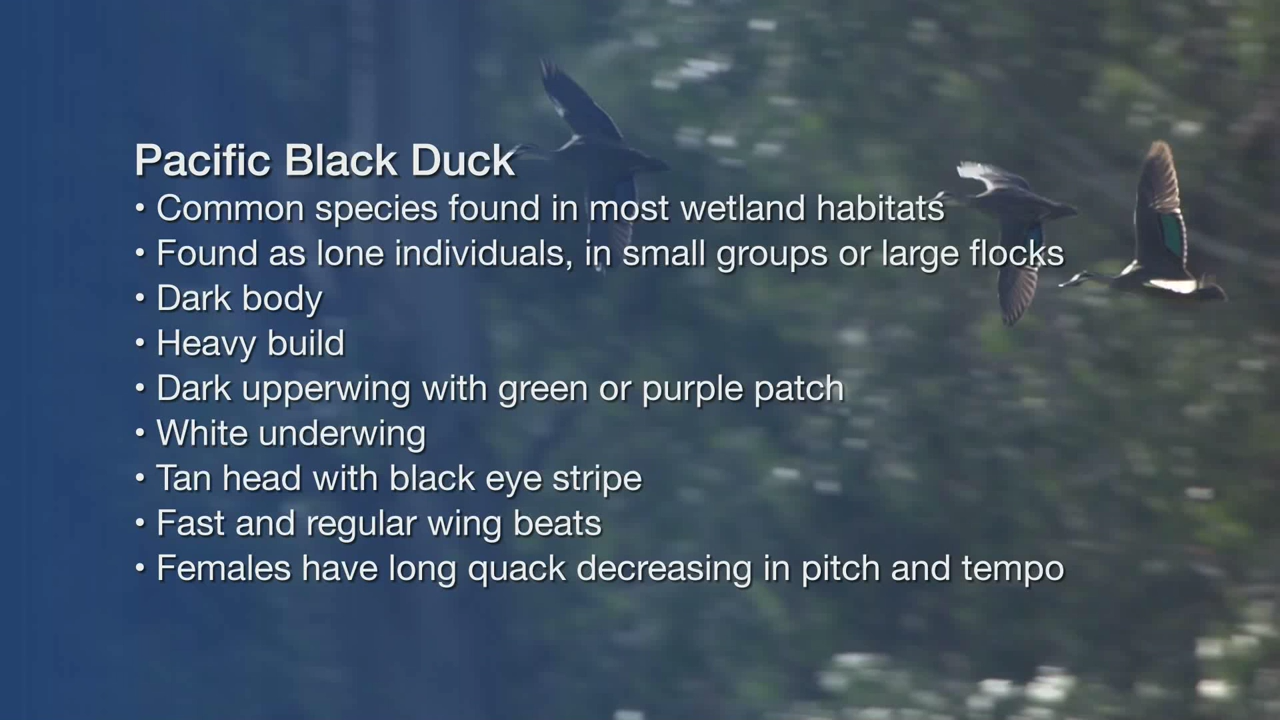 Pacific Black Duck
• Common species found in most wetland habitats
• Found as lone individuals, in small groups or large flocks
• Dark body
• Heavy build
• Dark upperwing with green or purple patch
• White underwing
• Tan head with black eye stripe
• Fast and regular wing beats
• Females have long quack decreasing in pitch and tempo